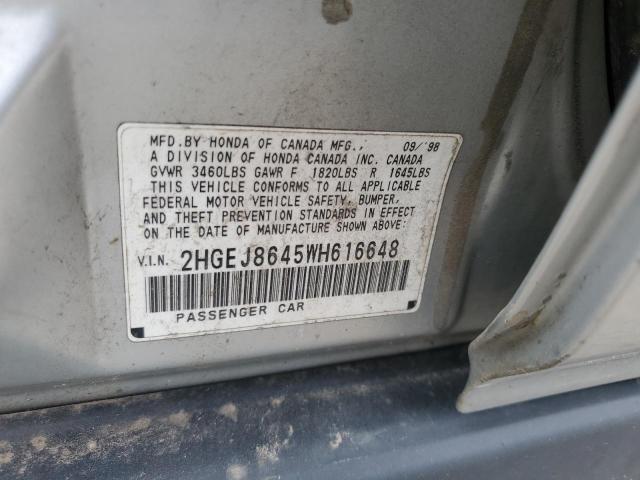 MFD.BY HONDA OF CANADA MFG., 09/'98
A DIVISION OF HONDA CANADA INC. CANADA
GVWR 3460LBS GAWR F 1820LBS R 1645LBS
THIS VEHICLE CONFORMS TO ALL APPLICABLE
FEDERAL MOTOR VEHICLE SAFETY, BUMPER,
AND THEFT PREVENTION STANDARDS IN EFFECT
ON THE DATE OF MANUFACTURE SHOWN ABOVE:
V.I.N. 2HGEJ8645WH616648
PASSENGER CAR